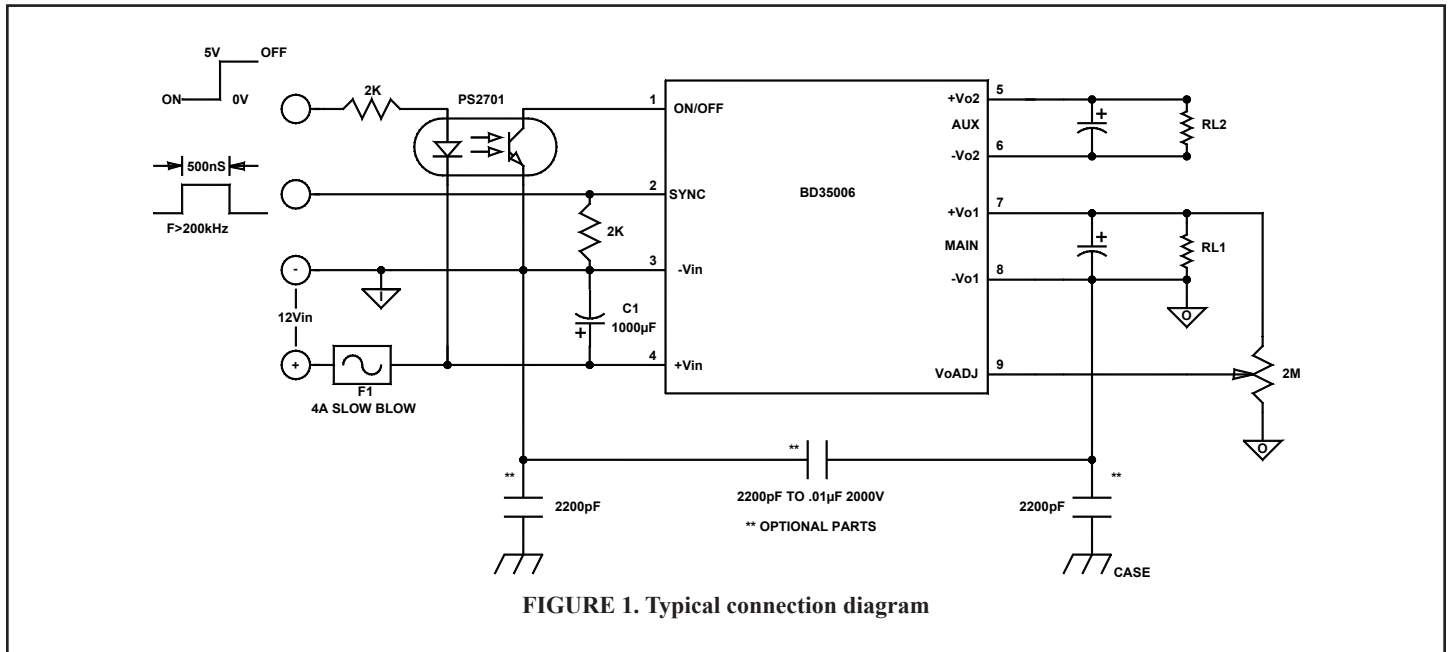 5V OFF
ON 0V
2K
PS2701
500nS
F>200kHz
1 ON/OFF
2 SYNC
2K
3 -Vin
-
I
12Vin
C1
1000µF
+
4 +Vin
+
F1
4A SLOW BLOW
BD35006
+Vo2 5
AUX
+
RL2
-Vo2 6
+Vo1 7
MAIN
+
RL1
-Vo1 8
O
VoADJ 9
2M
O
**
2200pF
**
2200pF TO .01µF 2000V
** OPTIONAL PARTS
**
2200pF
CASE
FIGURE 1. Typical connection diagram